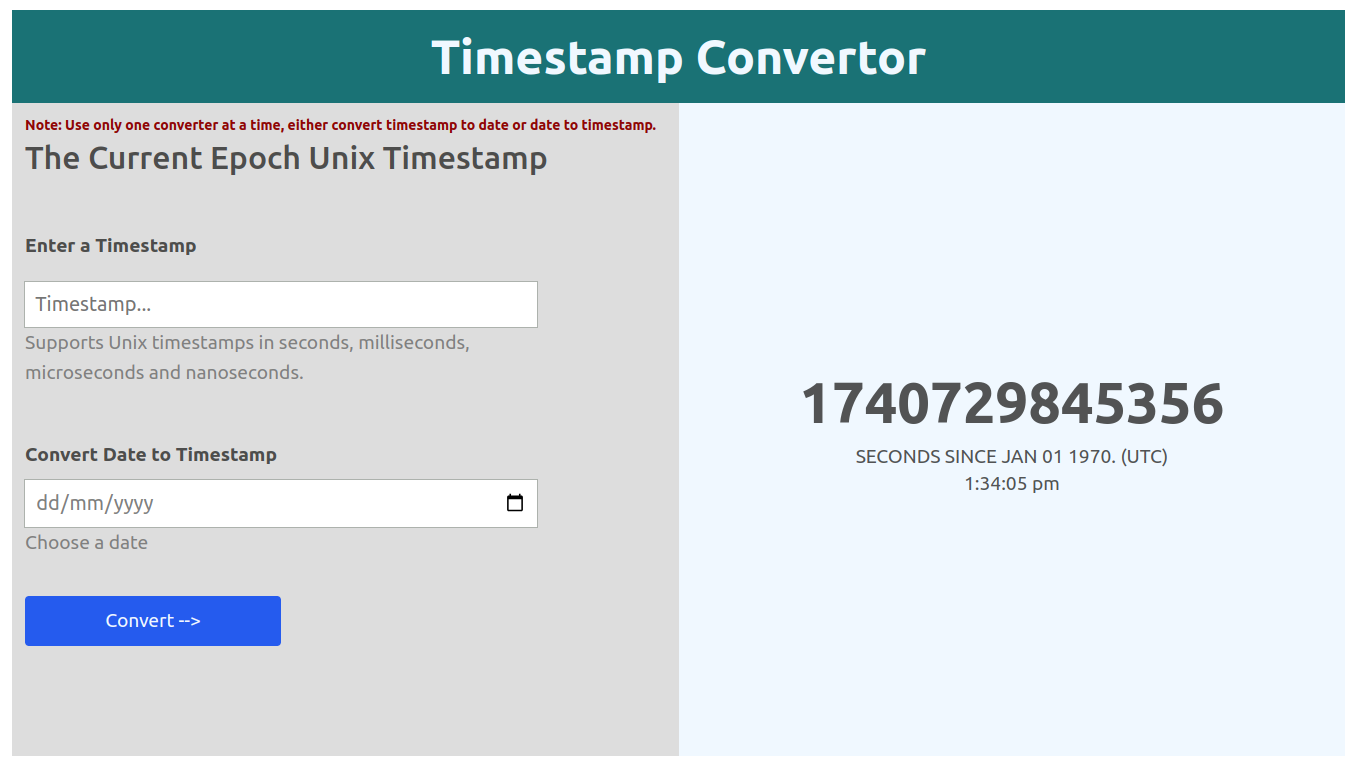 Timestamp Convertor
Note: Use only one converter at a time, either convert timestamp to date or date to timestamp.
The Current Epoch Unix Timestamp
Enter a Timestamp
Timestamp...
Supports Unix timestamps in seconds, milliseconds,
microseconds and nanoseconds.
Convert Date to Timestamp
dd/mm/yyyy
Choose a date
Convert -->
1740729845356
SECONDS SINCE JAN 01 1970. (UTC)
1:34:05 pm